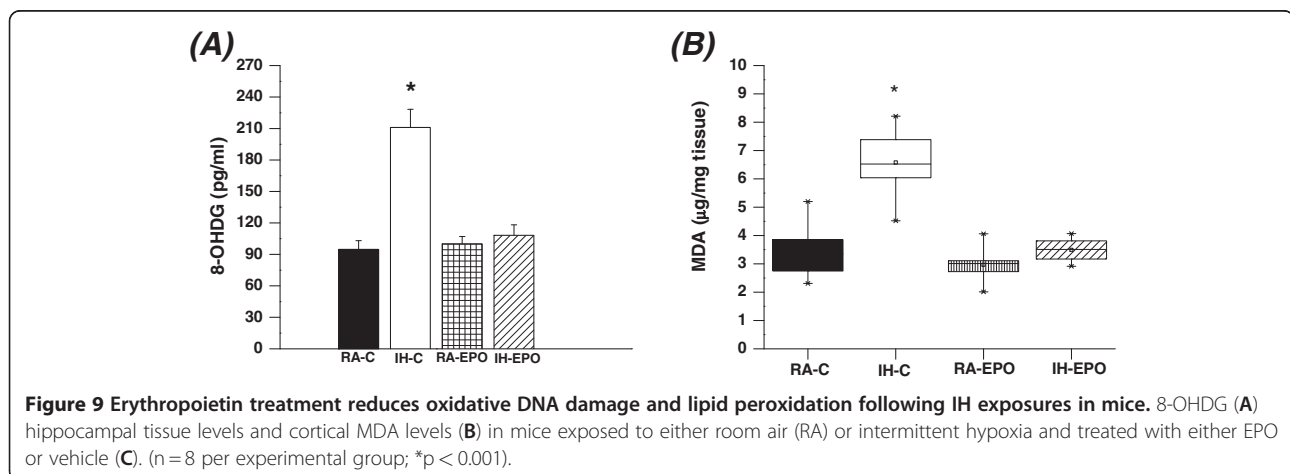 (A)
270
240
210
180
150
120
90
60
30
0
8-OHDG (pg/ml)
*
RA-C IH-C RA-EPO IH-EPO
(B)
10
9
8
7
6
5
4
3
2
1
0
MDA (µg/mg tissue)
*
RA-C IH-C RA-EPO IH-EPO
Figure 9 Erythropoietin treatment reduces oxidative DNA damage and lipid peroxidation following IH exposures in mice. 8-OHDG (A)
hippocampal tissue levels and cortical MDA levels (B) in mice exposed to either room air (RA) or intermittent hypoxia and treated with either EPO
or vehicle (C). (n = 8 per experimental group; *p < 0.001).